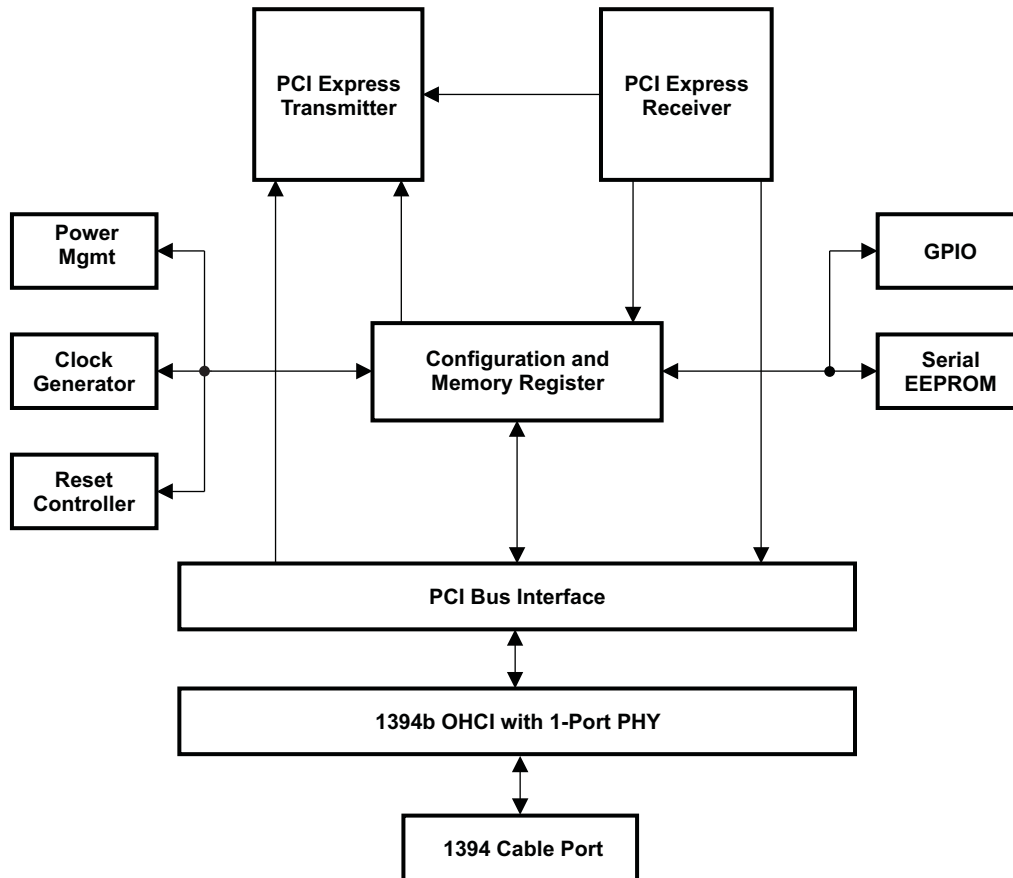 PCI Express
Transmitter
PCI Express
Receiver
Power
Mgmt
GPIO
Clock
Generator
Configuration and
Memory Register
Serial
EEPROM
Reset
Controller
PCI Bus Interface
1394b OHCI with 1-Port PHY
1394 Cable Port